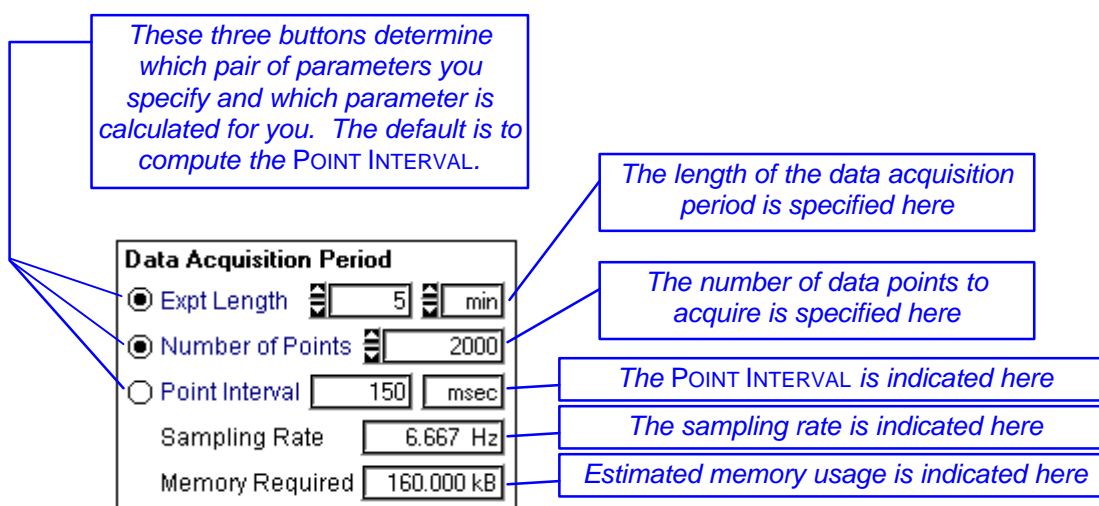 These three buttons determine
which pair of parameters you
specify and which parameter is
calculated for you. The default is to
compute the POINT INTERVAL.
The length of the data acquisition
period is specified here
Data Acquisition Period
Expt Length 5 min
The number of data points to
acquire is specified here
Number of Points 2000
Point Interval 150 msec
The POINT INTERVAL is indicated here
Sampling Rate 6.667 Hz
The sampling rate is indicated here
Memory Required 160.000 kB
Estimated memory usage is indicated here